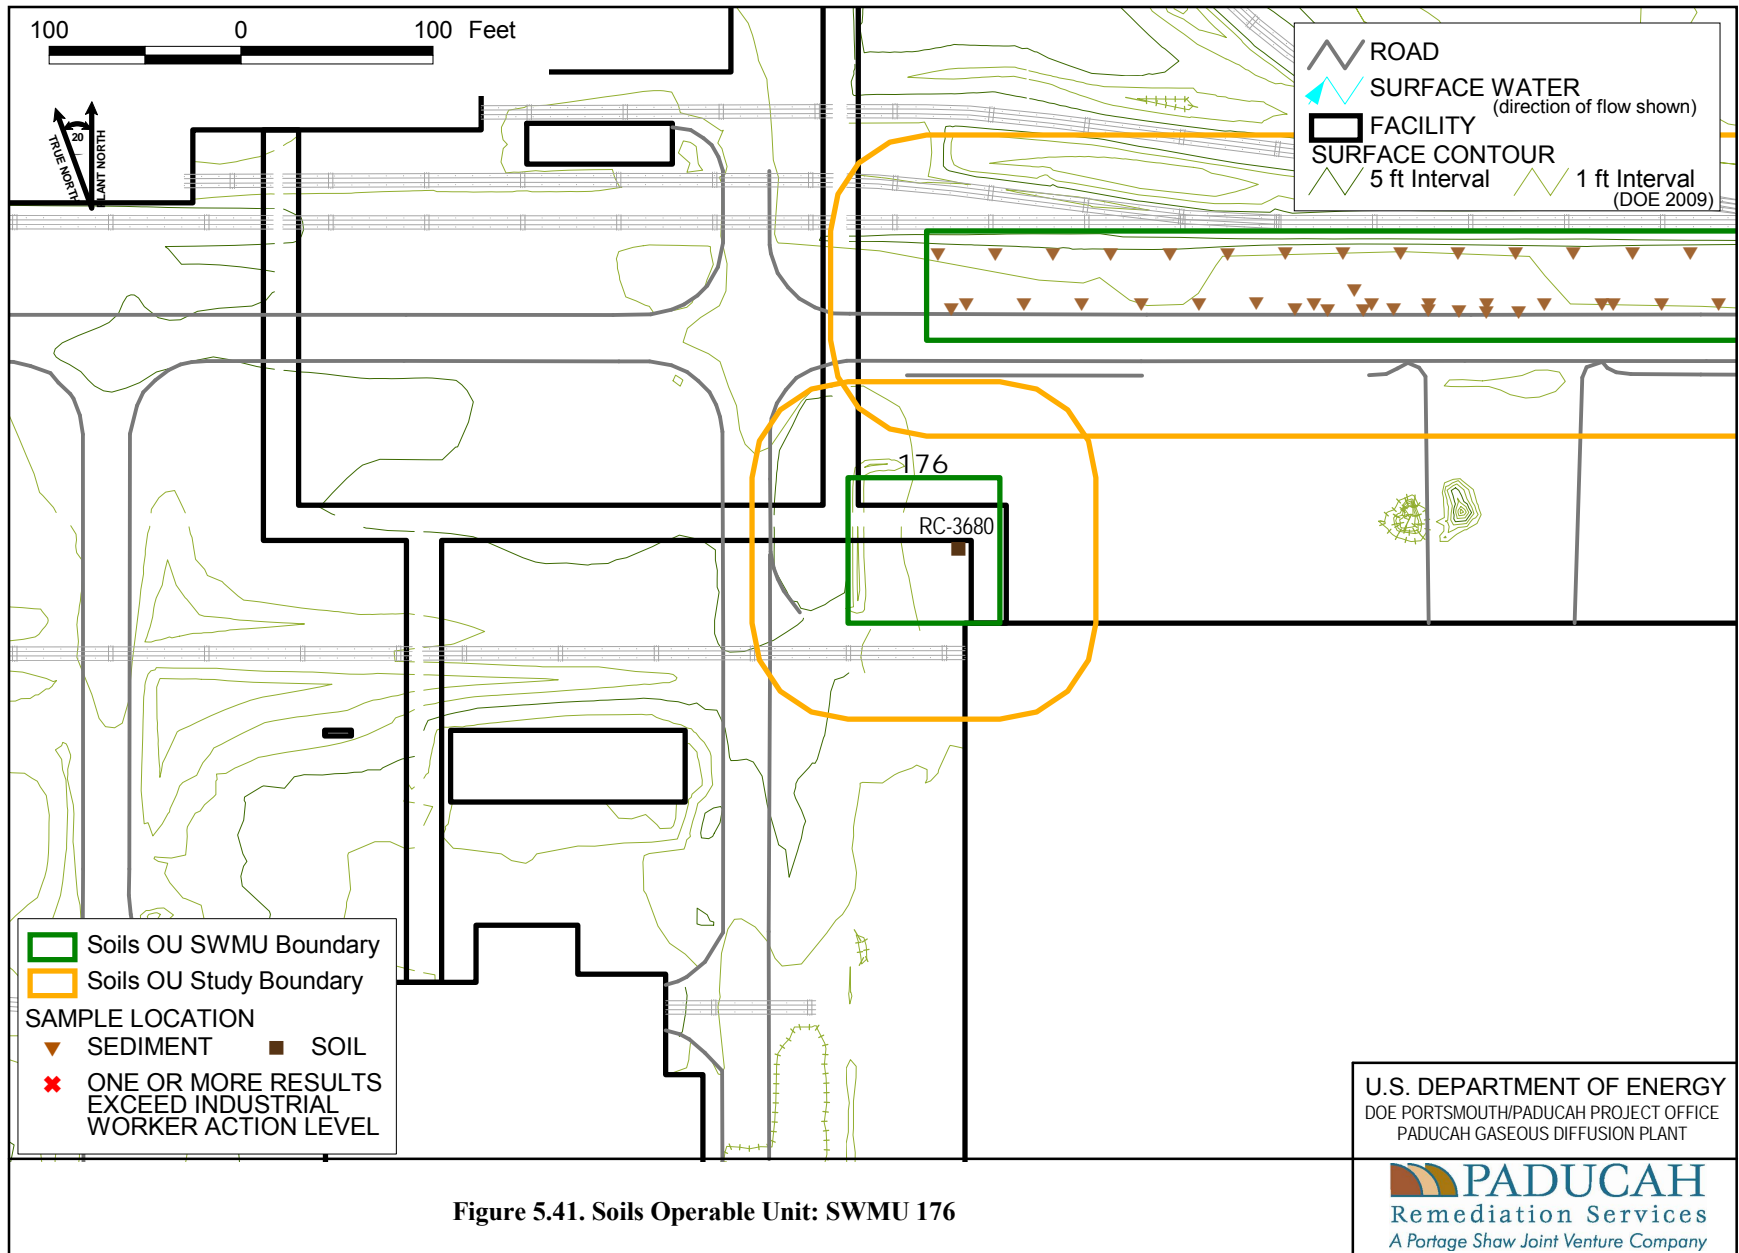 100 0 100 Feet
20
TRUE NORTH
PLANT NORTH
ROAD
SURFACE WATER
(direction of flow shown)
FACILITY
SURFACE CONTOUR
5 ft Interval 1 ft Interval
(DOE 2009)
176
RC-3680
Soils OU SWMU Boundary
Soils OU Study Boundary
SAMPLE LOCATION
SEDIMENT SOIL
ONE OR MORE RESULTS
EXCEED INDUSTRIAL
WORKER ACTION LEVEL
U.S. DEPARTMENT OF ENERGY
DOE PORTSMOUTH/PADUCAH PROJECT OFFICE
PADUCAH GASEOUS DIFFUSION PLANT
PADUCAH
Remediation Services
A Portage Shaw Joint Venture Company
Figure 5.41. Soils Operable Unit: SWMU 176